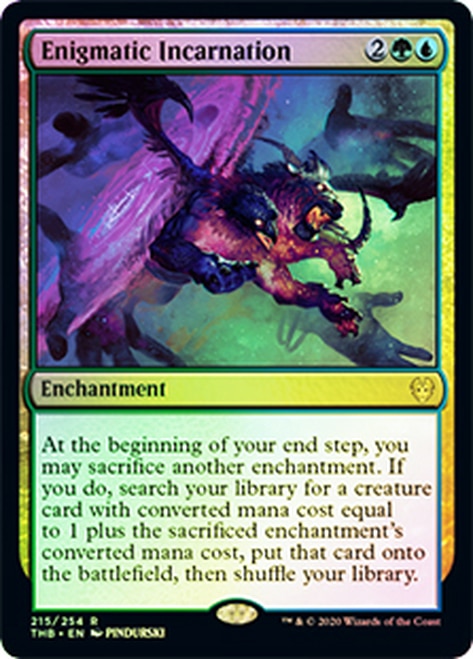 Enigmatic Incarnation 2
Enchantment
At the beginning of your end step, you
may sacrifice another enchantment. If
you do, search your library for a creature
card with converted mana cost equal
to 1 plus the sacrificed enchantment's
converted mana cost, put that card onto
the battlefield, then shuffle your library.
215/254 R
THB • EN PINDURSKI
™ & © 2020 Wizards of the Coast